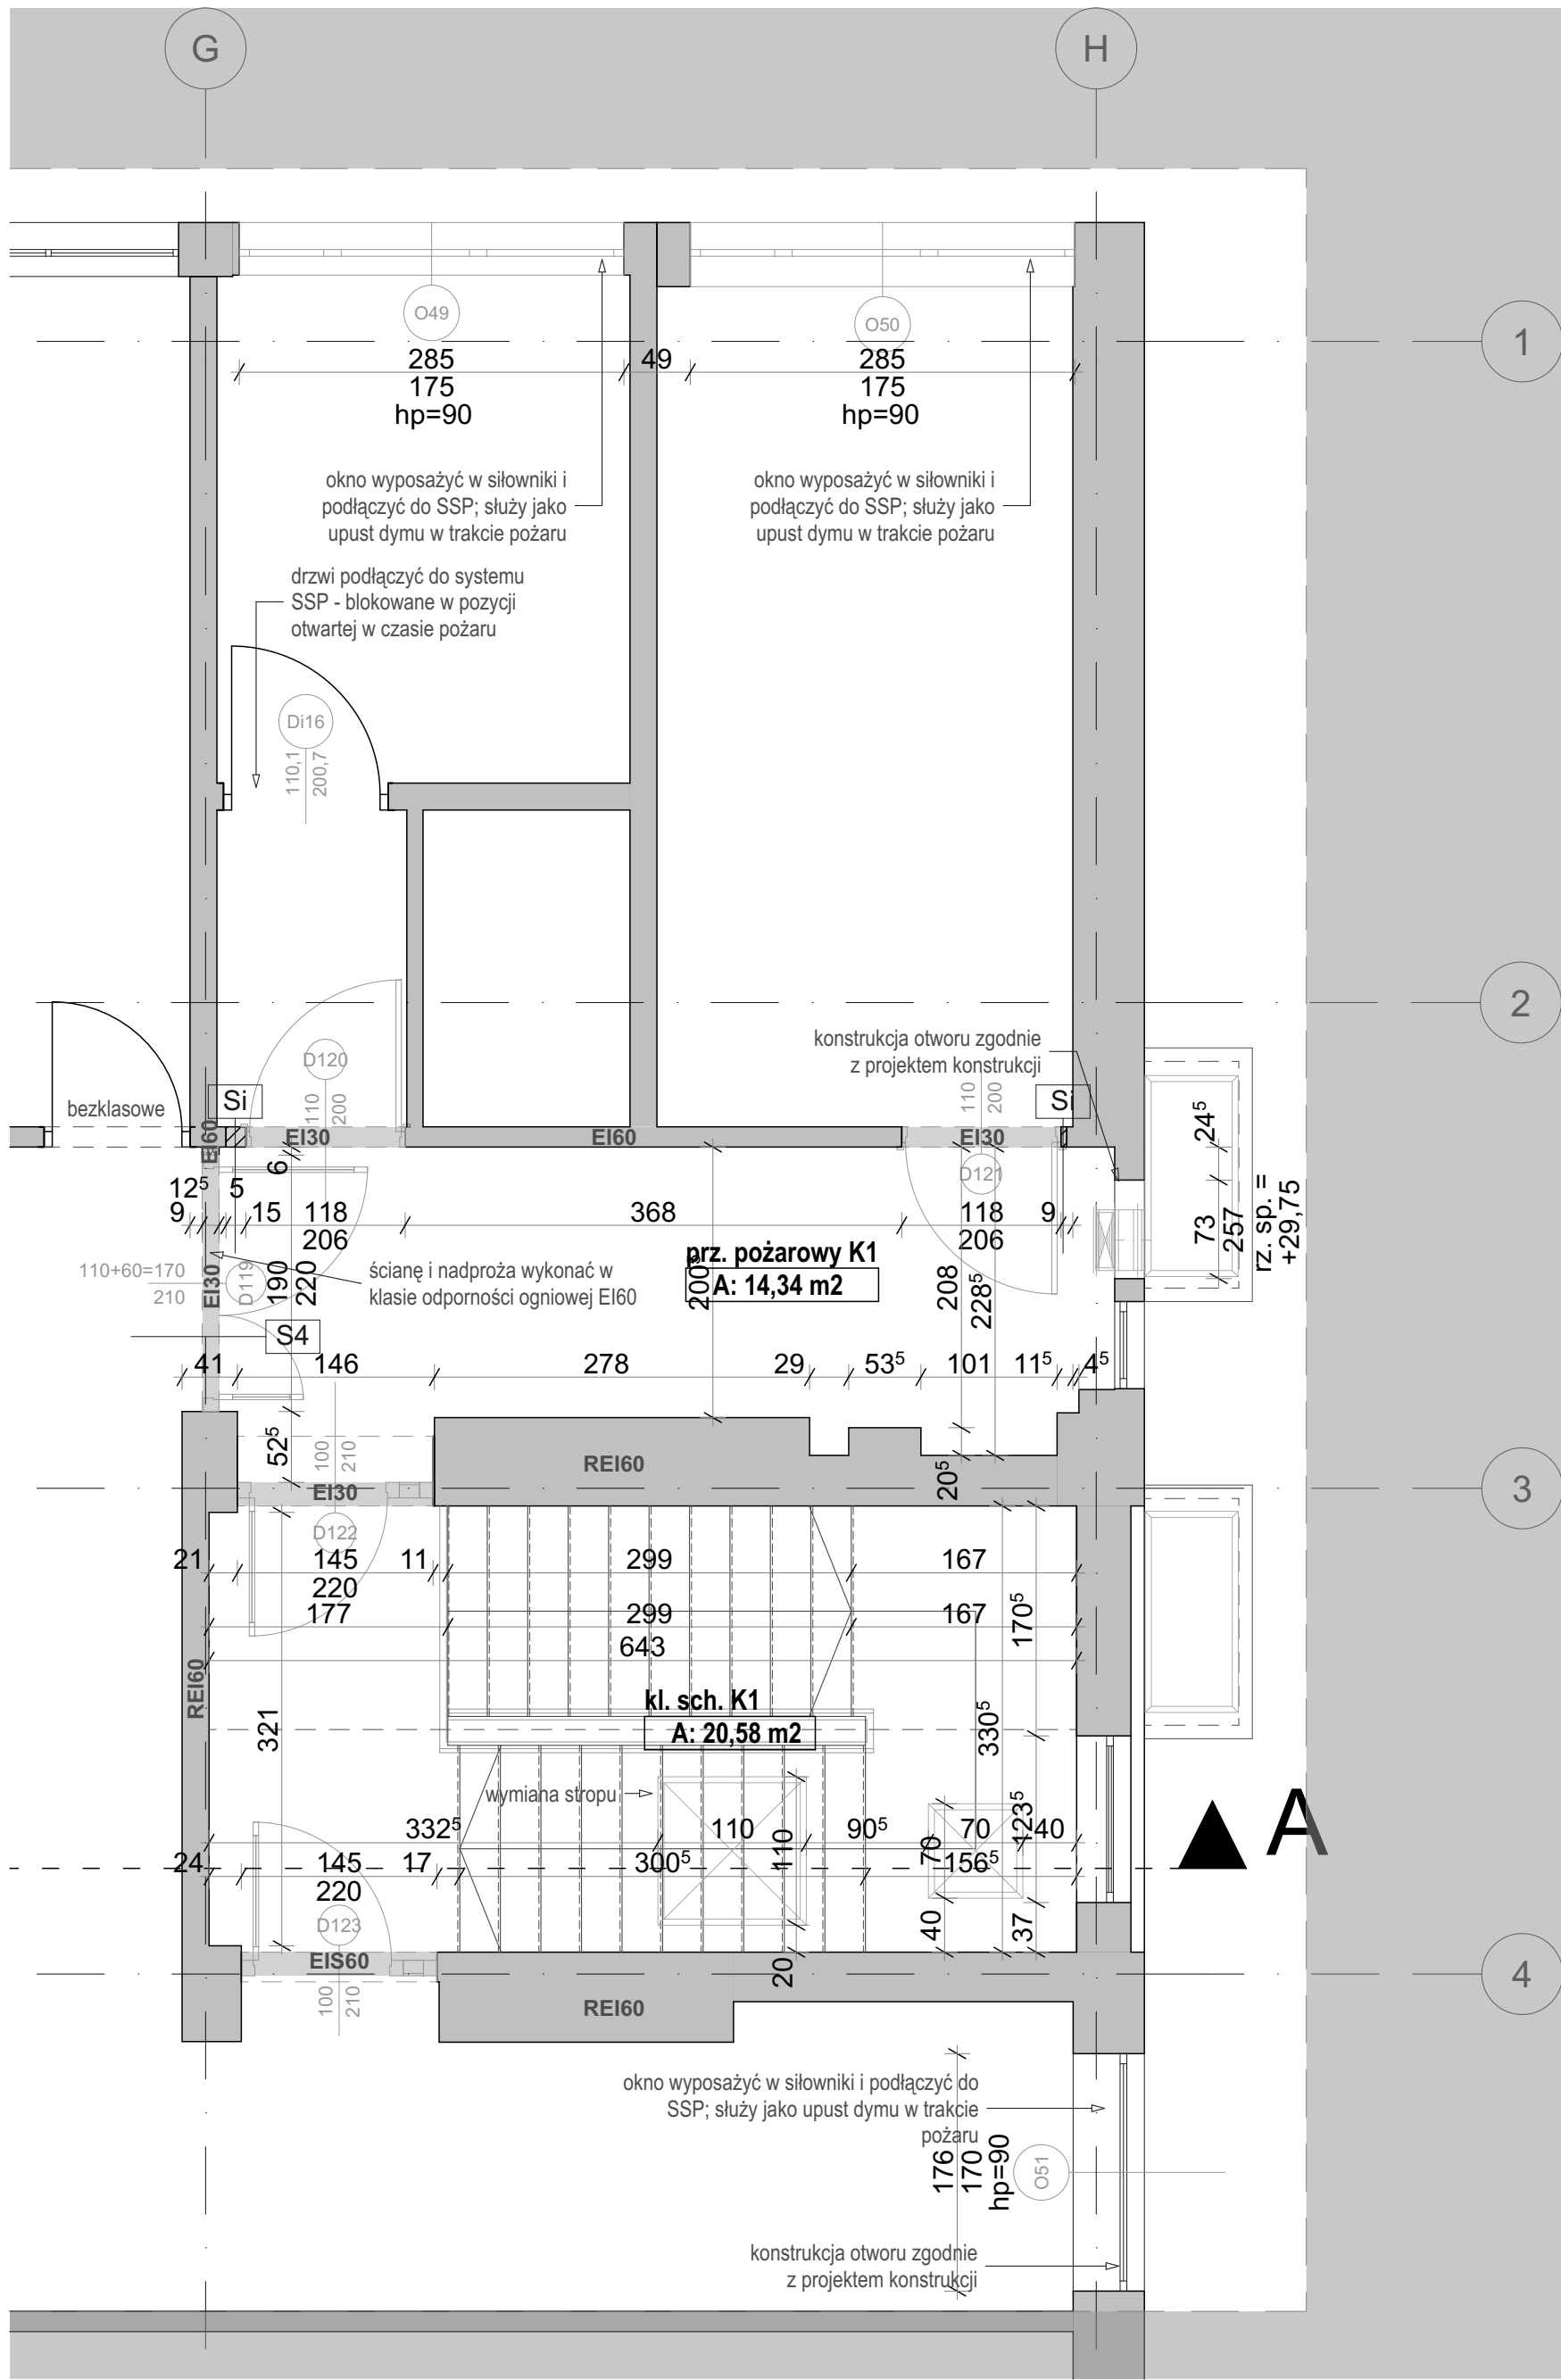 G
H
O49
O50
1
285
49
285
175
175
hp=90
hp=90
okno wyposażyć w siłowniki i
podłączyć do SSP; służy jako
upust dymu w trakcie pożaru
okno wyposażyć w siłowniki i
podłączyć do SSP; służy jako
upust dymu w trakcie pożaru
drzwi podłączyć do systemu
SSP - blokowane w pozycji
otwartej w czasie pożaru
Di16
110,1
200,7
2
konstrukcja otworu zgodnie
z projektem konstrukcji
D120
110
200
110
200
bezklasowe
Si
Si
EI60
EI30
EI60
EI30
D121
24⁵
6
12⁵
5
9
15
118
368
118
9
206
206
73
257
rz. sp. =
+29,75
prz. pożarowy K1
A: 14,34 m2
200⁵
208
228⁵
110+60=170
210
EI30
D119
190
220
ścianę i nadproża wykonać w
klasie odporności ogniowej EI60
S4
41
146
278
29
53⁵
101
11⁵
4⁵
52⁵
100
210
REI60
20⁵
EI30
3
D122
21
145
11
299
167
220
177
299
167
643
170⁵
REI60
321
kl. sch. K1
A: 20,58 m2
330⁵
wymiana stropu
332⁵
110
110
90⁵
70
70
123⁵
40
A
24
145
17
300⁵
156⁵
220
D123
40
37
EIS60
20
4
100
210
REI60
okno wyposażyć w siłowniki i podłączyć do
SSP; służy jako upust dymu w trakcie
pożaru
176
170
hp=90
O51
konstrukcja otworu zgodnie
z projektem konstrukcji